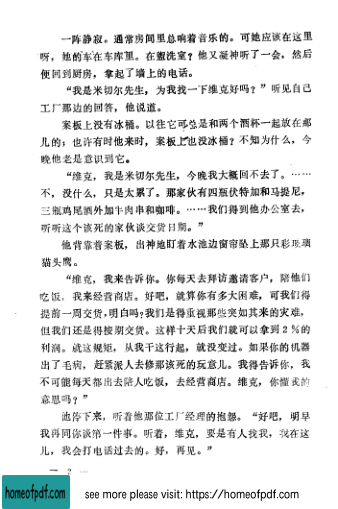 一阵静寂。通常房间里总响着音乐的。可她应该在这里
呀，她的车在车库里。在盥洗室？他又凝神听了一会，然后
便回到厨房，拿起了墙上的电话。
“我是米切尔先生，为我找一下维克好吗？”听见自己
工厂那边的回答，他说道。
案板上没有冰桶。以往它可总是和两个酒杯一起放在那
儿的；也许有时他来时，案板上也没冰桶？不知为什么，今
晚他老是意识到它。
“维克，我是米切尔先生，今晚我大概回不去了。……
不，没什么，只是太累了。那家伙有四瓶伏特加和马提尼，
三瓶鸡尾酒外加牛肉串和咖啡。……我们得到他办公室去，
听听这个该死的家伙谈交货日期。”
他背靠着案板，出神地盯着水池边窗帘坠上那只彩玻璃
猫头鹰。
“维克，我来告诉你。你每天去拜访邀请客户，陪他们
吃饭。我来经营商店。好吧，就算你有多大困难，可我们得
提前一周交货，明白吗？我们是得重视那些突如其来的灾难，
但我们还是得按期交货。这样十天后我们就可以拿到2％的
利润。就这规矩，从我干这行起，就没变过。如果你的机器
出了毛病，赶紧派人去修那该死的玩意儿。我得告诉你，我
不可能每天都出去陪人吃饭，去经营商店。维克，你懂我的
意思吗？”
他停下来，听着他那位工厂经理的抱怨。“好吧，明早
我再同你谈第一件事。听着，维克，要是有人找我，我在这
儿，我会打电话过去的。好，再见。”
— 2 —
homeofpdf.com
see more please visit: https://homeofpdf.com